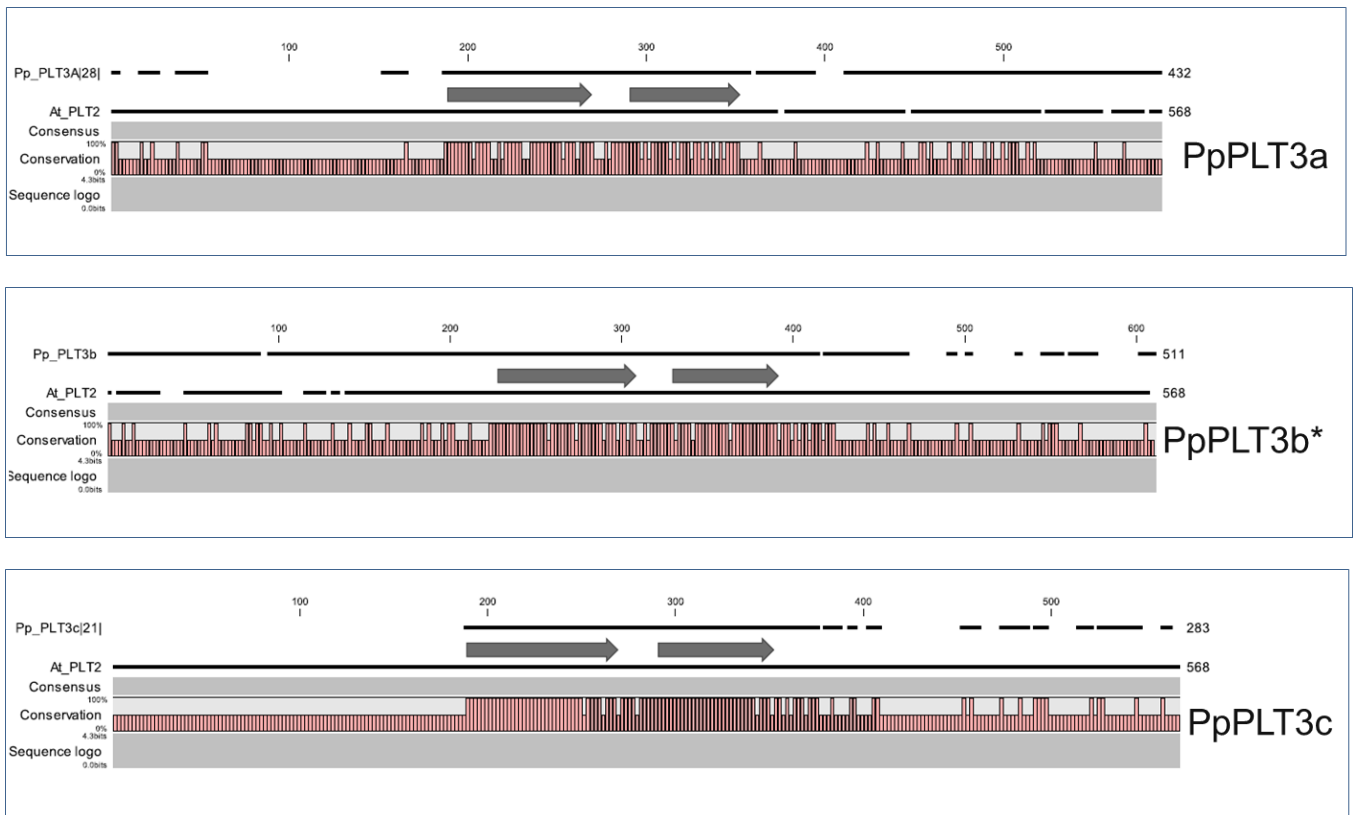 100 200 300 400 500
Pp_PLT3A|28| 432
At_PLT2 568
Consensus
100%
Conservation
0%
4.3bits
Sequence logo
0.0bits
PpPLT3a
100 200 300 400 500 600
Pp_PLT3b 511
At_PLT2 568
Consensus
100%
Conservation
0%
4.3bits
Sequence logo
0.0bits
PpPLT3b*
100 200 300 400 500
Pp_PLT3c|21| 283
At_PLT2 568
Consensus
100%
Conservation
0%
4.3bits
Sequence logo
0.0bits
PpPLT3c